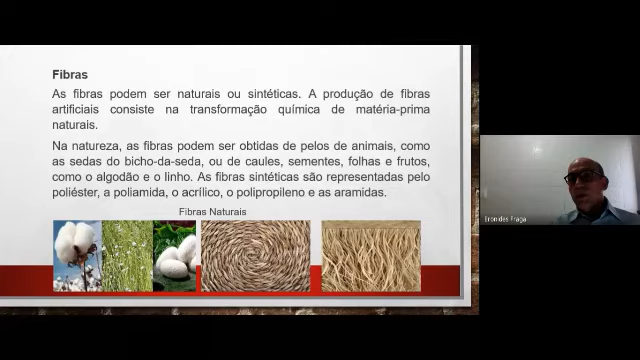 Fibras
As fibras podem ser naturais ou sintéticas. A produção de fibras
artificiais consiste na transformação química de matéria-prima
naturais.
Na natureza, as fibras podem ser obtidas de pelos de animais, como
as sedas do bicho-da-seda, ou de caules, sementes, folhas e frutos,
como o algodão e o linho. As fibras sintéticas são representadas pelo
poliéster, a poliamida, o acrílico, o polipropileno e as aramidas.
Fibras Naturais
Eronides Fraga